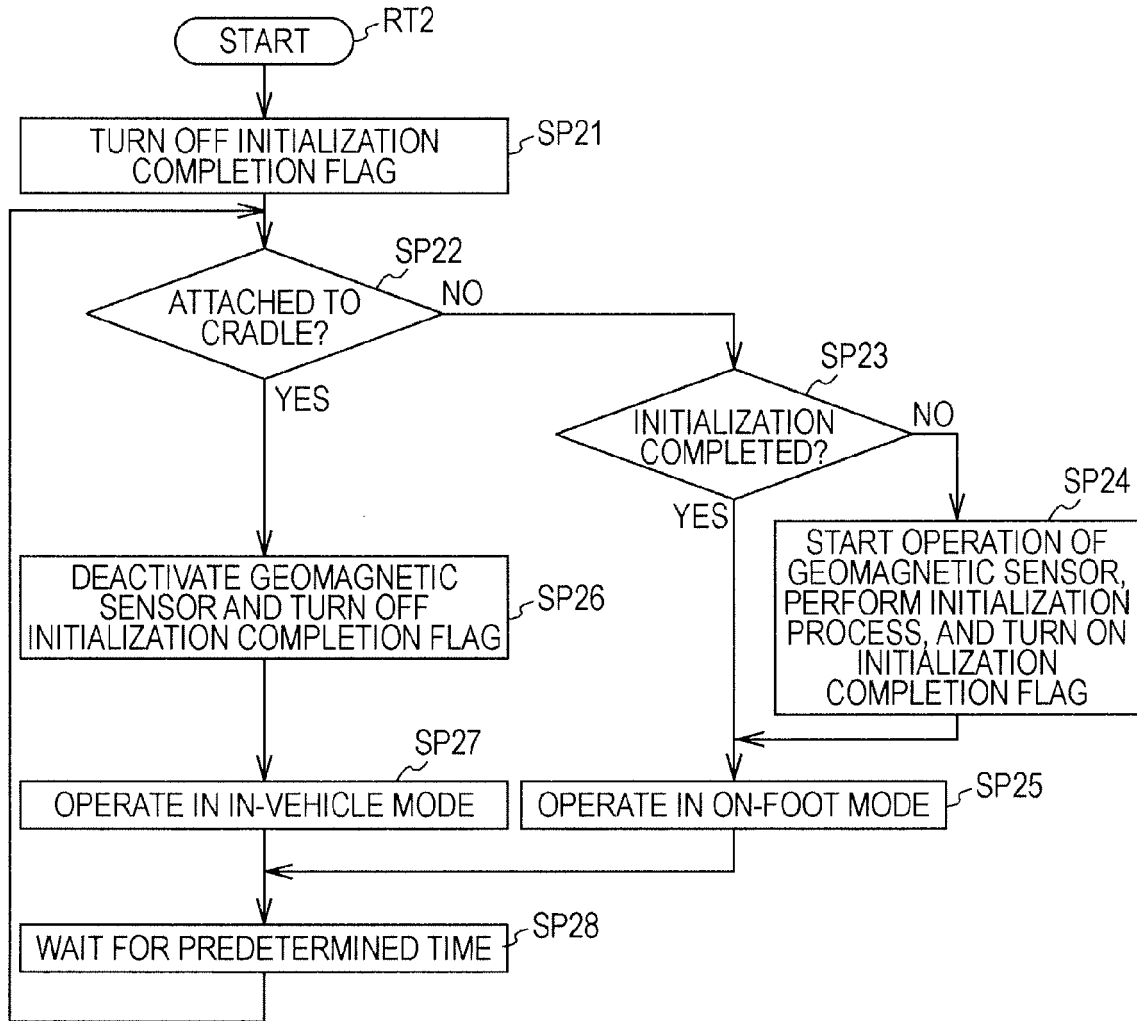 START
RT2
TURN OFF INITIALIZATION
COMPLETION FLAG
SP21
SP22
ATTACHED TO
CRADLE?
NO
YES
SP23
INITIALIZATION
COMPLETED?
NO
YES
SP24
START OPERATION OF
GEOMAGNETIC SENSOR,
PERFORM INITIALIZATION
PROCESS, AND TURN ON
INITIALIZATION
COMPLETION FLAG
DEACTIVATE GEOMAGNETIC
SENSOR AND TURN OFF
INITIALIZATION COMPLETION FLAG
SP26
SP27
OPERATE IN IN-VEHICLE MODE
OPERATE IN ON-FOOT MODE
SP25
WAIT FOR PREDETERMINED TIME
SP28